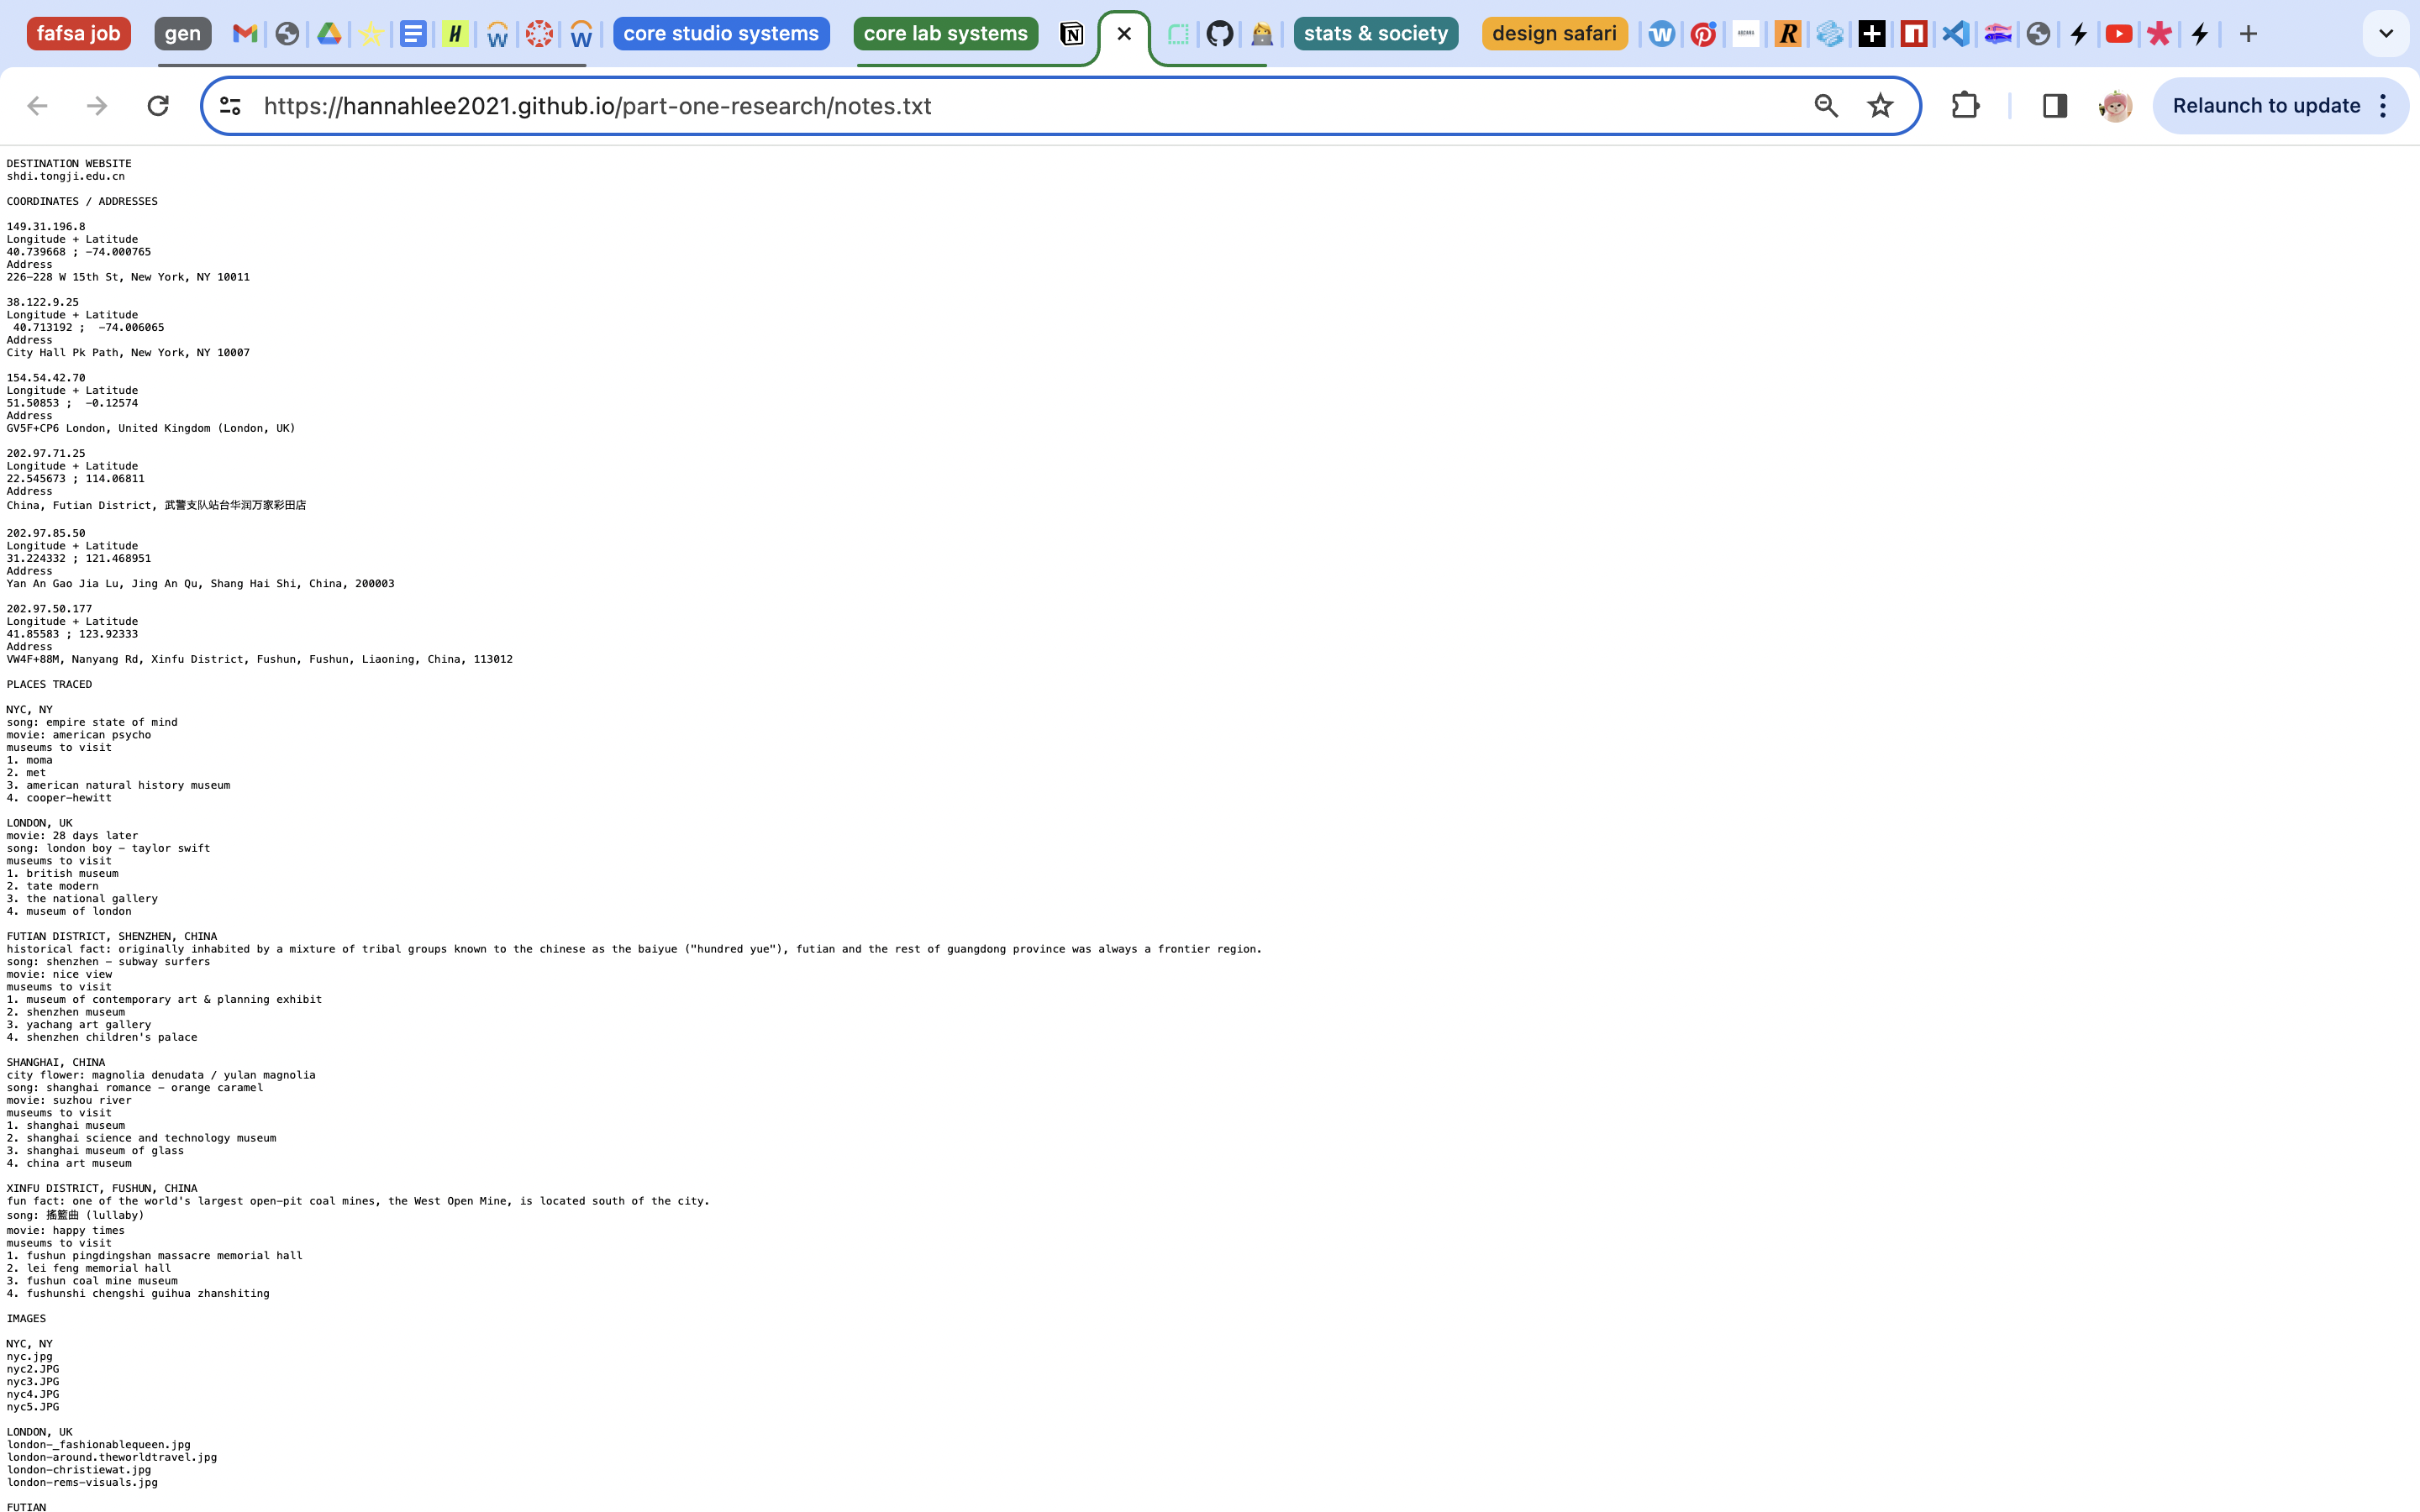 fafsa job
gen
core studio systems
core lab systems
stats & society
design safari
https://hannahlee2021.github.io/part-one-research/notes.txt
Relaunch to update
DESTINATION WEBSITE
shdi.tongji.edu.cn
COORDINATES / ADDRESSES
149.31.196.8
Longitude + Latitude
40.739668 ; -74.000765
Address
226-228 W 15th St, New York, NY 10011
38.122.9.25
Longitude + Latitude
40.713192 ;  -74.006065
Address
City Hall Pk Path, New York, NY 10007
154.54.42.70
Longitude + Latitude
51.50853 ;  -0.12574
Address
GV5F+CP6 London, United Kingdom (London, UK)
202.97.71.25
Longitude + Latitude
22.545673 ; 114.06811
Address
China, Futian District, 武警支队站台华润万家彩田店
202.97.85.50
Longitude + Latitude
31.224332 ; 121.468951
Address
Yan An Gao Jia Lu, Jing An Qu, Shang Hai Shi, China, 200003
202.97.50.177
Longitude + Latitude
41.85583 ; 123.92333
Address
VW4F+88M, Nanyang Rd, Xinfu District, Fushun, Fushun, Liaoning, China, 113012
PLACES TRACED
NYC, NY
song: empire state of mind
movie: american psycho
museums to visit
1. moma
2. met
3. american natural history museum
4. cooper-hewitt
LONDON, UK
movie: 28 days later
song: london boy - taylor swift
museums to visit
1. british museum
2. tate modern
3. the national gallery
4. museum of london
FUTIAN DISTRICT, SHENZHEN, CHINA
historical fact: originally inhabited by a mixture of tribal groups known to the chinese as the baiyue ("hundred yue"), futian and the rest of guangdong province was always a frontier region.
song: shenzhen - subway surfers
movie: nice view
museums to visit
1. museum of contemporary art & planning exhibit
2. shenzhen museum
3. yachang art gallery
4. shenzhen children's palace
SHANGHAI, CHINA
city flower: magnolia denudata / yulan magnolia
song: shanghai romance - orange caramel
movie: suzhou river
museums to visit
1. shanghai museum
2. shanghai science and technology museum
3. shanghai museum of glass
4. china art museum
XINFU DISTRICT, FUSHUN, CHINA
fun fact: one of the world's largest open-pit coal mines, the West Open Mine, is located south of the city.
song: 搖籃曲 (lullaby)
movie: happy times
museums to visit
1. fushun pingdingshan massacre memorial hall
2. lei feng memorial hall
3. fushun coal mine museum
4. fushunshi chengshi guihua zhanshiting
IMAGES
NYC, NY
nyc.jpg
nyc2.JPG
nyc3.JPG
nyc4.JPG
nyc5.JPG
LONDON, UK
london-_fashionablequeen.jpg
london-around.theworldtravel.jpg
london-christiewat.jpg
london-rems-visuals.jpg
FUTIAN